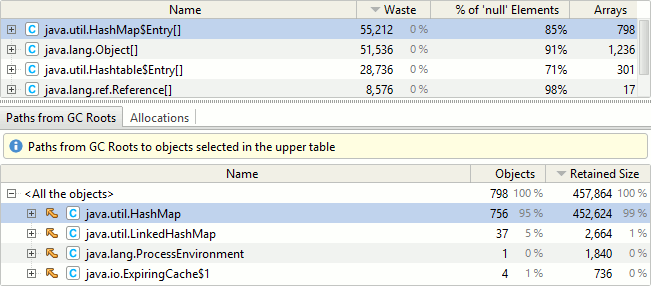 Name Waste % of 'null' Elements Arrays
java.util.HashMap$Entry[] 55,212 0 % 85% 798
java.lang.Object[] 51,536 0 % 91% 1,236
java.util.Hashtable$Entry[] 28,736 0 % 71% 301
java.lang.ref.Reference[] 8,576 0 % 98% 17
Paths from GC Roots Allocations
Paths from GC Roots to objects selected in the upper table
Name Objects Retained Size
<All the objects> 798 100 % 457,864 100 %
java.util.HashMap 756 95 % 452,624 99 %
java.util.LinkedHashMap 37 5 % 2,664 1 %
java.lang.ProcessEnvironment 1 0 % 1,840 0 %
java.io.ExpiringCache$1 4 1 % 736 0 %